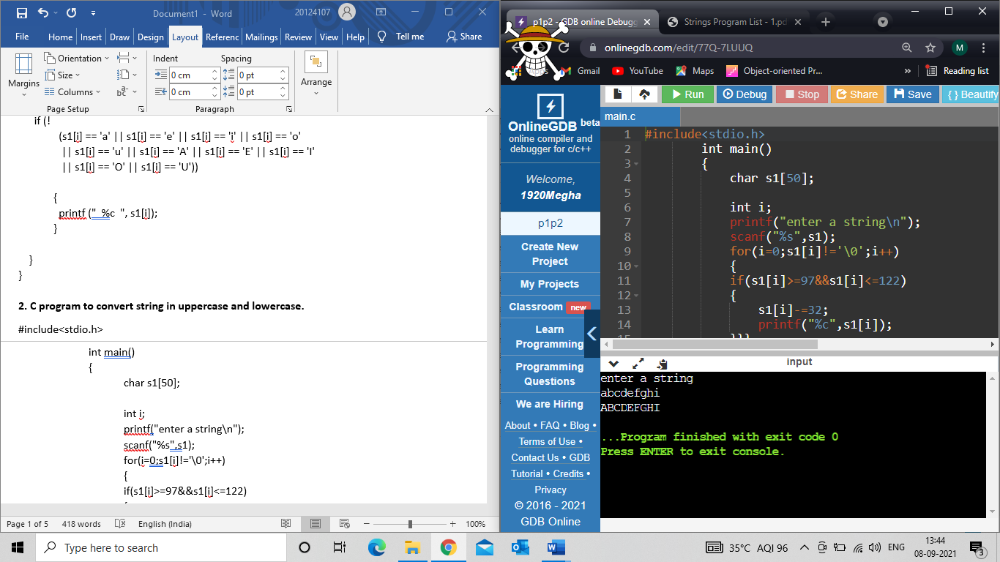 Document1 - Word
20124107
File Home Insert Draw Design Layout Referenc Mailings Review View Help Tell me Share
Margins
Orientation
Size
Columns
Page Setup
Indent Spacing
0 cm 0 pt
0 cm 0 pt
Paragraph
Arrange
if (!
(s1[i] == 'a' || s1[i] == 'e' || s1[i] == 'i' || s1[i] == 'o'
|| s1[i] == 'u' || s1[i] == 'A' || s1[i] == 'E' || s1[i] == 'I'
|| s1[i] == 'O' || s1[i] == 'U'))
{
printf ("  %c  ", s1[i]);
}
}
}
2. C program to convert string in uppercase and lowercase.
#include<stdio.h>
int main()
{
char s1[50];
int i;
printf("enter a string\n");
scanf("%s",s1);
for(i=0;s1[i]!='\0';i++)
{
if(s1[i]>=97&&s1[i]<=122)
Page 1 of 5 418 words English (India) 100%
p1p2 - GDB online Debugg
Strings Program List - 1.pd
onlinegdb.com/edit/77Q-7LUUQ
M
Apps Gmail YouTube Maps Object-oriented Pr... » Reading list
OnlineGDB beta
online compiler and
debugger for c/c++
Welcome,
1920Megha
p1p2
Create New
Project
My Projects
Classroom new
Learn
Programming
Programming
Questions
We are Hiring
About • FAQ • Blog •
Terms of Use •
Contact Us • GDB
Tutorial • Credits •
Privacy
© 2016 - 2021
GDB Online
Run Debug Stop Share Save { } Beautify
main.c
1 #include<stdio.h>
2 int main()
3 {
4 char s1[50];
5
6 int i;
7 printf("enter a string\n");
8 scanf("%s",s1);
9 for(i=0;s1[i]!='\0';i++)
10 {
11 if(s1[i]>=97&&s1[i]<=122)
12 {
13 s1[i]-=32;
14 printf("%c",s1[i]);
15 }}}
input
enter a string
abcdefghi
ABCDEFGHI
...Program finished with exit code 0
Press ENTER to exit console.
Type here to search
35°C AQI 96
ENG
13:44
08-09-2021
3